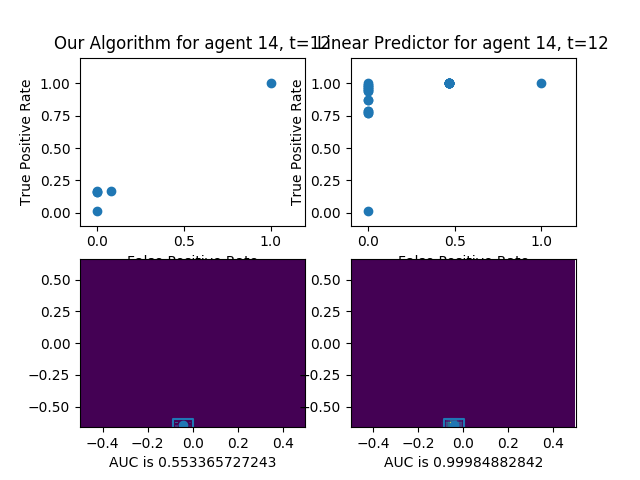 Our Algorithm for agent 14, t=12
Linear Predictor for agent 14, t=12
True Positive Rate
1.00
0.75
0.50
0.25
0.00
0.0 0.5 1.0
False Positive Rate
True Positive Rate
1.00
0.75
0.50
0.25
0.00
0.0 0.5 1.0
False Positive Rate
0.50
0.25
0.00
−0.25
−0.50
−0.4 −0.2 0.0 0.2 0.4
AUC is 0.553365727243
0.50
0.25
0.00
−0.25
−0.50
−0.4 −0.2 0.0 0.2 0.4
AUC is 0.99984882842